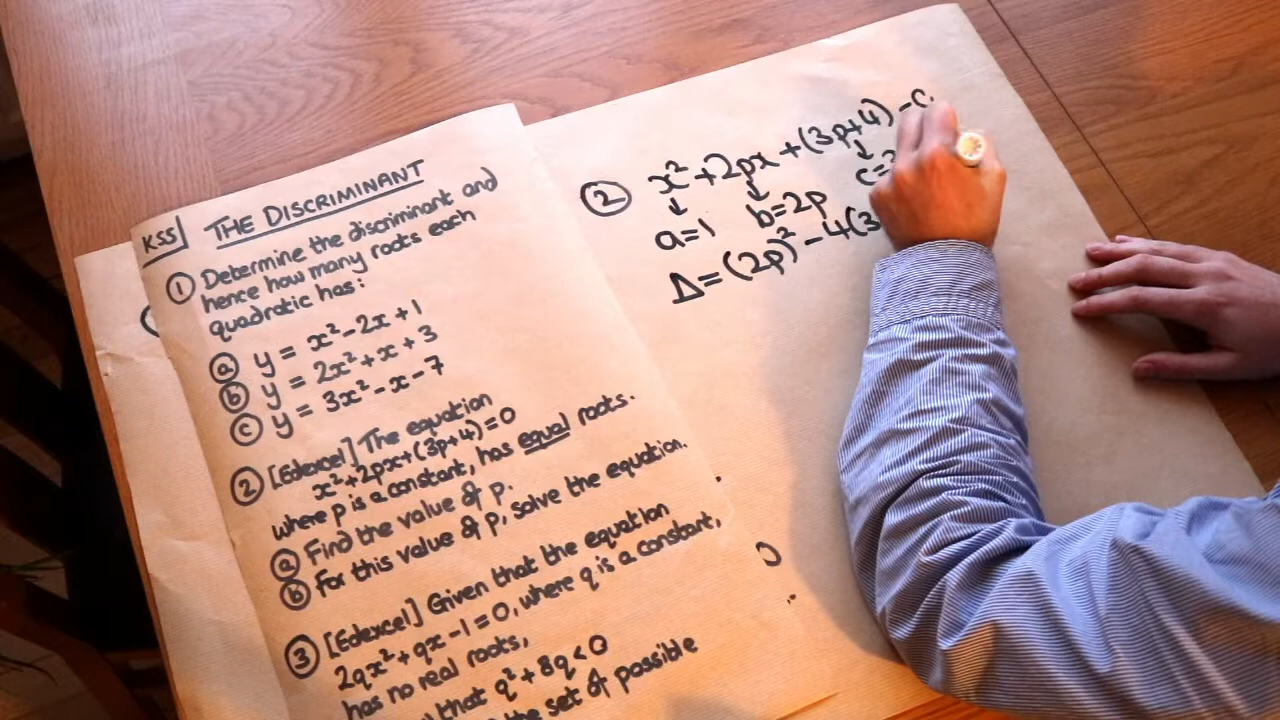 KSS
THE DISCRIMINANT
① Determine the discriminant and
hence how many roots each
quadratic has:
ⓐ y = x² - 2x + 1
ⓑ y = 2x² + x + 3
ⓒ y = 3x² - x - 7
② [Edexcel] The equation
x² + 2px + (3p+4) = 0
where p is a constant, has equal roots.
ⓐ Find the value of p.
ⓑ For this value of p, solve the equation.
③ [Edexcel] Given that the equation
2qx² + qx - 1 = 0, where q is a constant,
has no real roots,
that q² + 8q < 0
the set of possible
② x² + 2px + (3p+4) -
↓ ↓ ↓
a=1 b=2p c=
Δ = (2p)² - 4(3